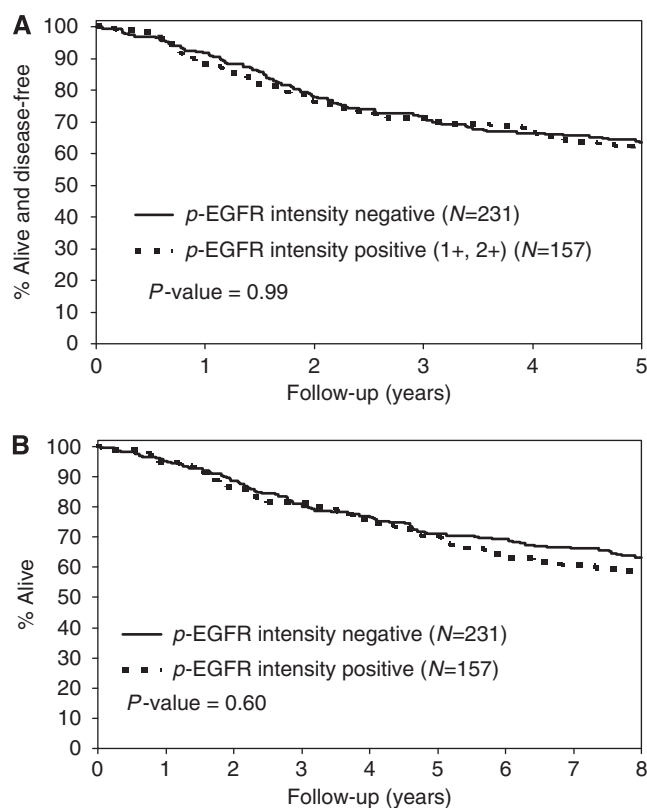 A
100
90
80
70
60
50
40
30
20
10
0
% Alive and disease-free
p-EGFR intensity negative (N=231)
p-EGFR intensity positive (1+, 2+) (N=157)
P-value = 0.99
0 1 2 3 4 5
Follow-up (years)
B
100
90
80
70
60
50
40
30
20
10
0
% Alive
p-EGFR intensity negative (N=231)
p-EGFR intensity positive (N=157)
P-value = 0.60
0 1 2 3 4 5 6 7 8
Follow-up (years)